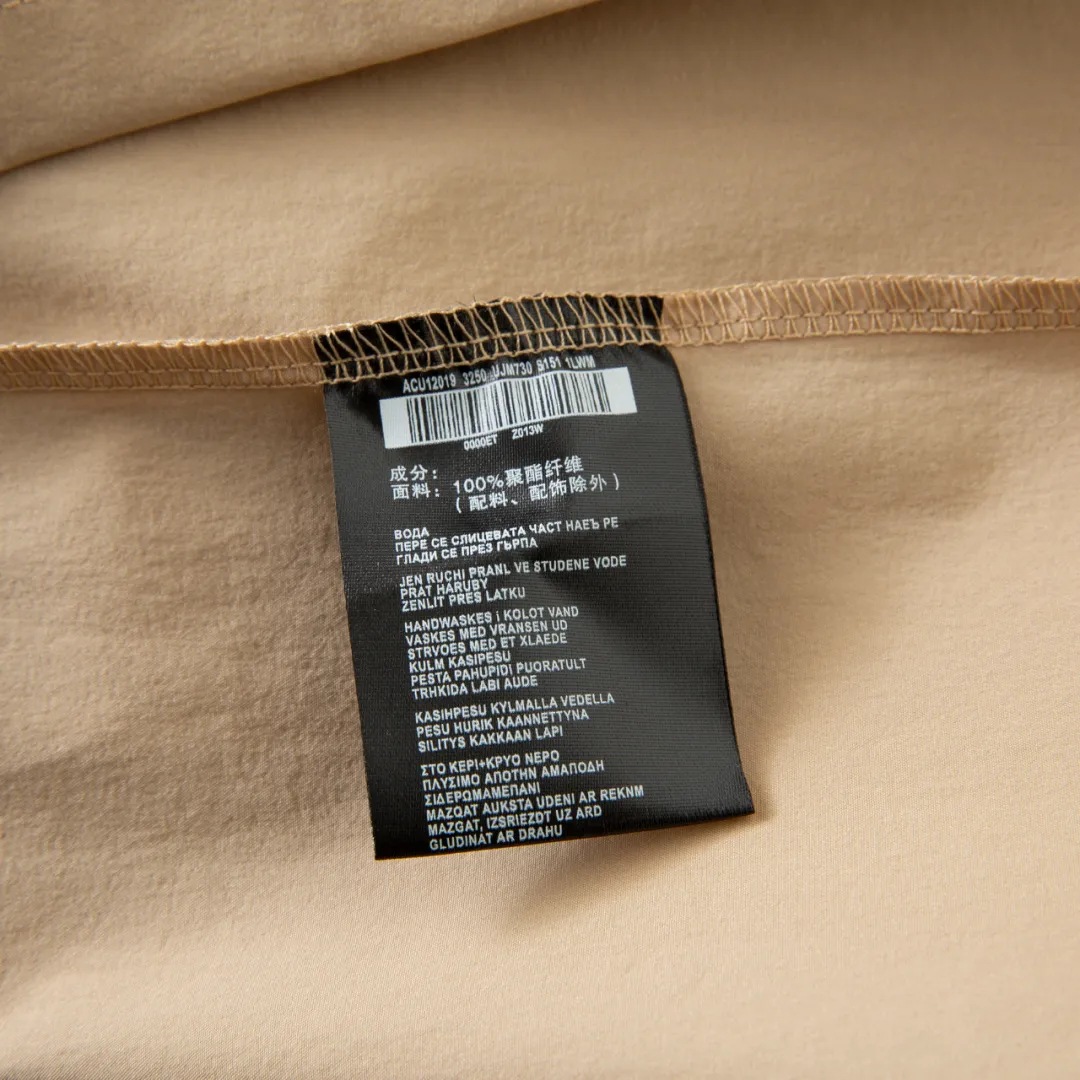 ACU12019 3250 UJM730 S151 1LWM
0000ET Z013W
成分：
面料：100%聚酯纤维
（配料、配饰除外）
ВОДА
ПЕРЕ СЕ СЛИЦЕВАТА ЧАСТ НАЕЪ РЕ
ГЛАДИ СЕ ПРЕЗ ГЬРПА
JEN RUCHI PRANL VE STUDENE VODE
PRAT HARUBY
ZENLIT PRES LATKU
HANDWASKES i KOLOT VAND
VASKES MED VRANSEN UD
STRVOES MED ET XLAEDE
KULM KASIPESU
PESTA PAHUPIDI PUORATULT
TRHKIDA LABI AUDE
KASIHPESU KYLMALLA VEDELLA
PESU HURIK KAANNETTYNA
SILITYS KAKKAAN LAPI
ΣΤΟ ΚΕΡΙ+ΚΡΥΟ ΝΕΡΟ
ΠΛΥΣΙΜΟ ΑΠΟΤΗΝ ΑΜΑΠΟΔΗ
ΣΙΔΕΡΩΜΑΜΕΠΑΝΙ
MAZQAT AUKSTA UDENI AR REKNM
MAZGAT, IZSRIEZDT UZ ARD
GLUDINAT AR DRAHU